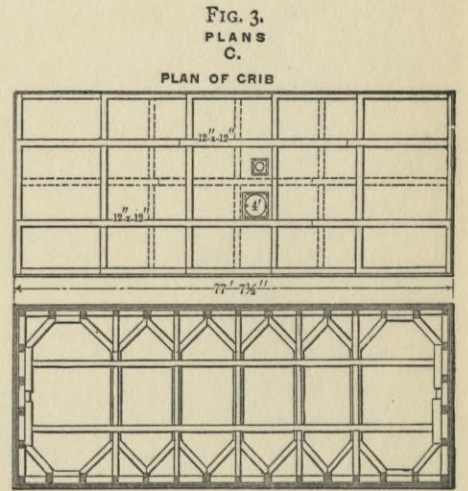 FIG. 3.
PLANS
C.
PLAN OF CRIB
12" x 12"
4'
12" x 12"
77' 7½"